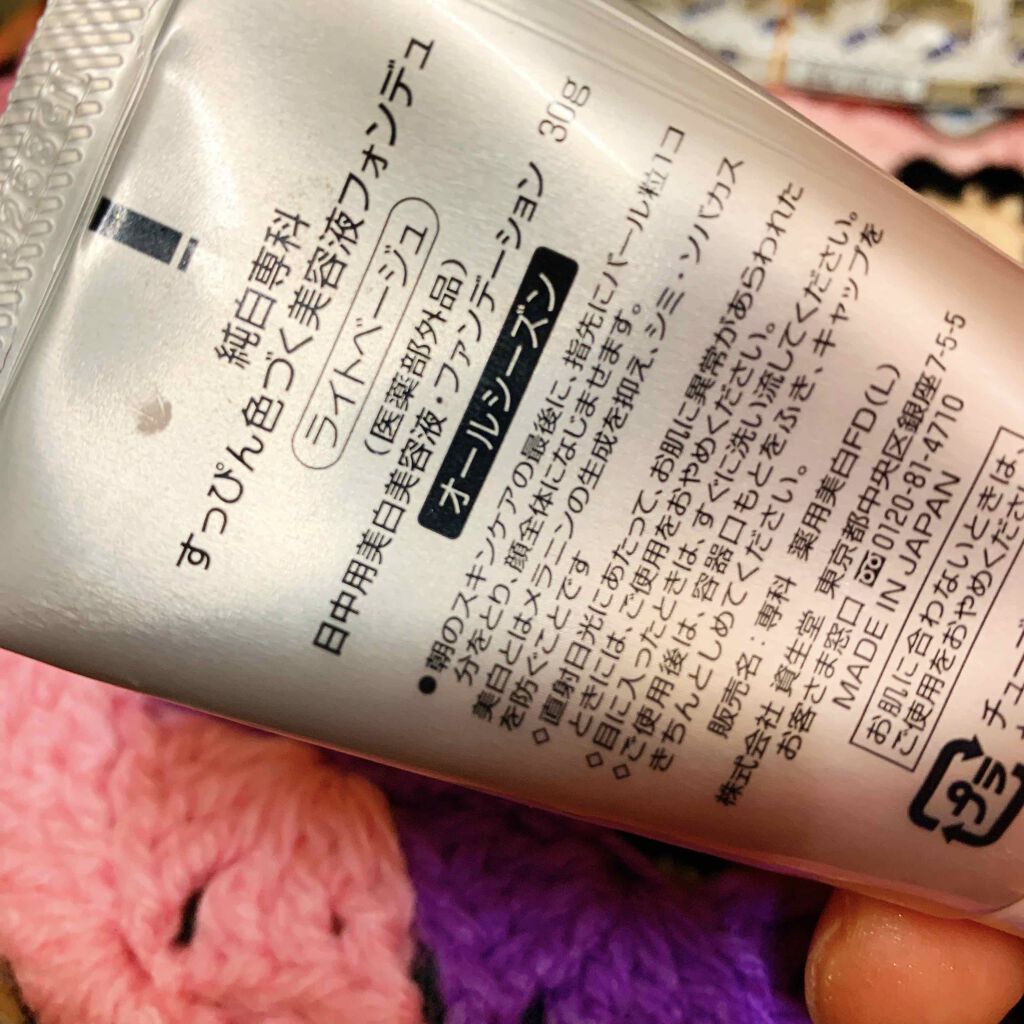 純白専科
すっぴん色づく美容液フォンデュ
ライトベージュ
(医薬部外品)
日中用美白美容液・ファンデーション 30g
オールシーズン
●朝のスキンケアの最後に、指先にパール粒1コ
分をとり、顔全体になじませます。
美白とはメラニンの生成を抑え、シミ・ソバカス
を防ぐことです
◇直射日光にあたって、お肌に異常があらわれた
ときには、ご使用をおやめください。
◇目に入ったときは、すぐに洗い流してください。
◇ご使用後は、容器口もとをふき、キャップを
きちんとしめてください。
販売名:専科 薬用美白FD(L)
株式会社 資生堂 東京都中央区銀座7-5-5
お客さま窓口 0120-81-4710
MADE IN JAPAN
お肌に合わないときは、
ご使用をおやめください
プラ
チューブ